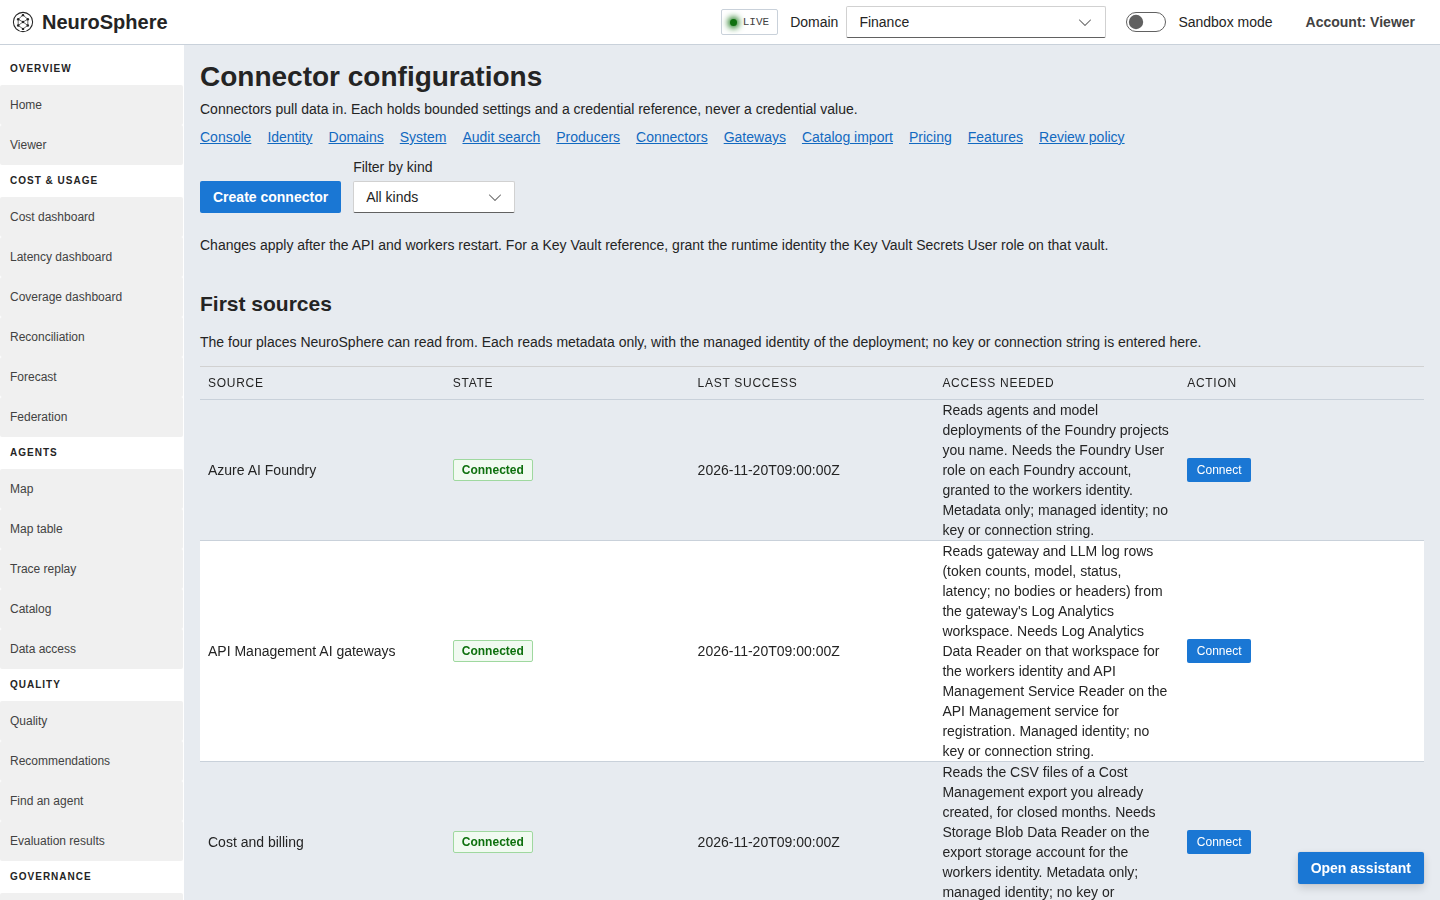 NeuroSphere
LIVE
Domain
Finance
Sandbox mode
Account: Viewer
OVERVIEW
Home
Viewer
COST & USAGE
Cost dashboard
Latency dashboard
Coverage dashboard
Reconciliation
Forecast
Federation
AGENTS
Map
Map table
Trace replay
Catalog
Data access
QUALITY
Quality
Recommendations
Find an agent
Evaluation results
GOVERNANCE
Connector configurations
Connectors pull data in. Each holds bounded settings and a credential reference, never a credential value.
Console Identity Domains System Audit search Producers Connectors Gateways Catalog import Pricing Features Review policy
Filter by kind
Create connector
All kinds
Changes apply after the API and workers restart. For a Key Vault reference, grant the runtime identity the Key Vault Secrets User role on that vault.
First sources
The four places NeuroSphere can read from. Each reads metadata only, with the managed identity of the deployment; no key or connection string is entered here.
SOURCE STATE LAST SUCCESS ACCESS NEEDED ACTION
Azure AI Foundry
Connected
2026-11-20T09:00:00Z
Reads agents and model
deployments of the Foundry projects
you name. Needs the Foundry User
role on each Foundry account,
granted to the workers identity.
Metadata only; managed identity; no
key or connection string.
Connect
API Management AI gateways
Connected
2026-11-20T09:00:00Z
Reads gateway and LLM log rows
(token counts, model, status,
latency; no bodies or headers) from
the gateway's Log Analytics
workspace. Needs Log Analytics
Data Reader on that workspace for
the workers identity and API
Management Service Reader on the
API Management service for
registration. Managed identity; no
key or connection string.
Connect
Cost and billing
Connected
2026-11-20T09:00:00Z
Reads the CSV files of a Cost
Management export you already
created, for closed months. Needs
Storage Blob Data Reader on the
export storage account for the
workers identity. Metadata only;
managed identity; no key or
Connect
Open assistant